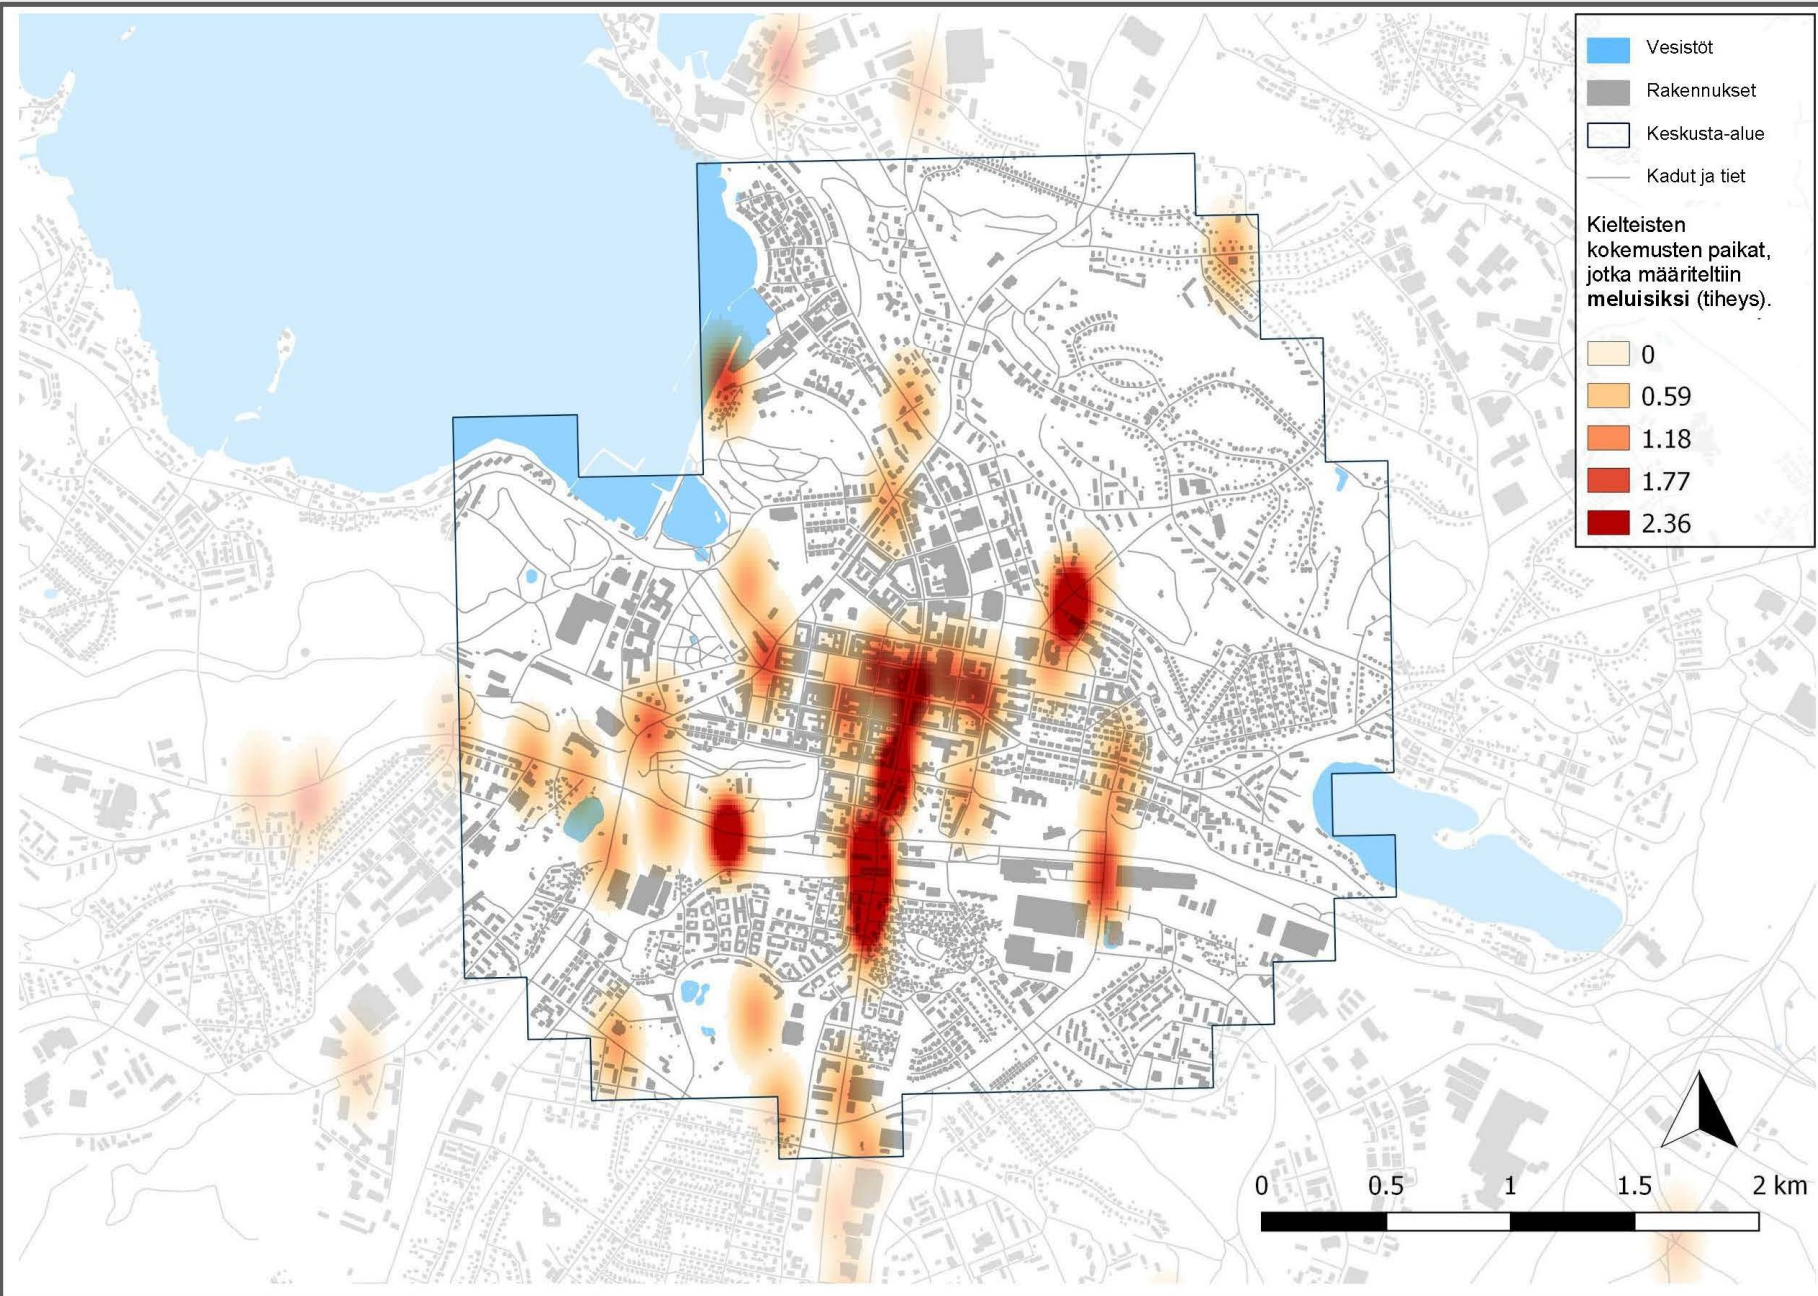 Vesistöt
Rakennukset
Keskusta-alue
Kadut ja tiet
Kielteisten
kokemusten paikat,
jotka määriteltiin
meluisiksi (tiheys).
0
0.59
1.18
1.77
2.36
0 0.5 1 1.5 2 km